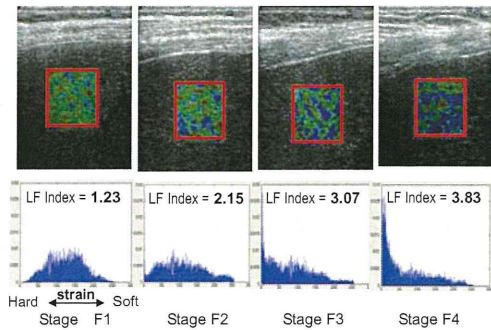 LF Index = 1.23
LF Index = 2.15
LF Index = 3.07
LF Index = 3.83
Hard strain Soft
Stage F1
Stage F2
Stage F3
Stage F4